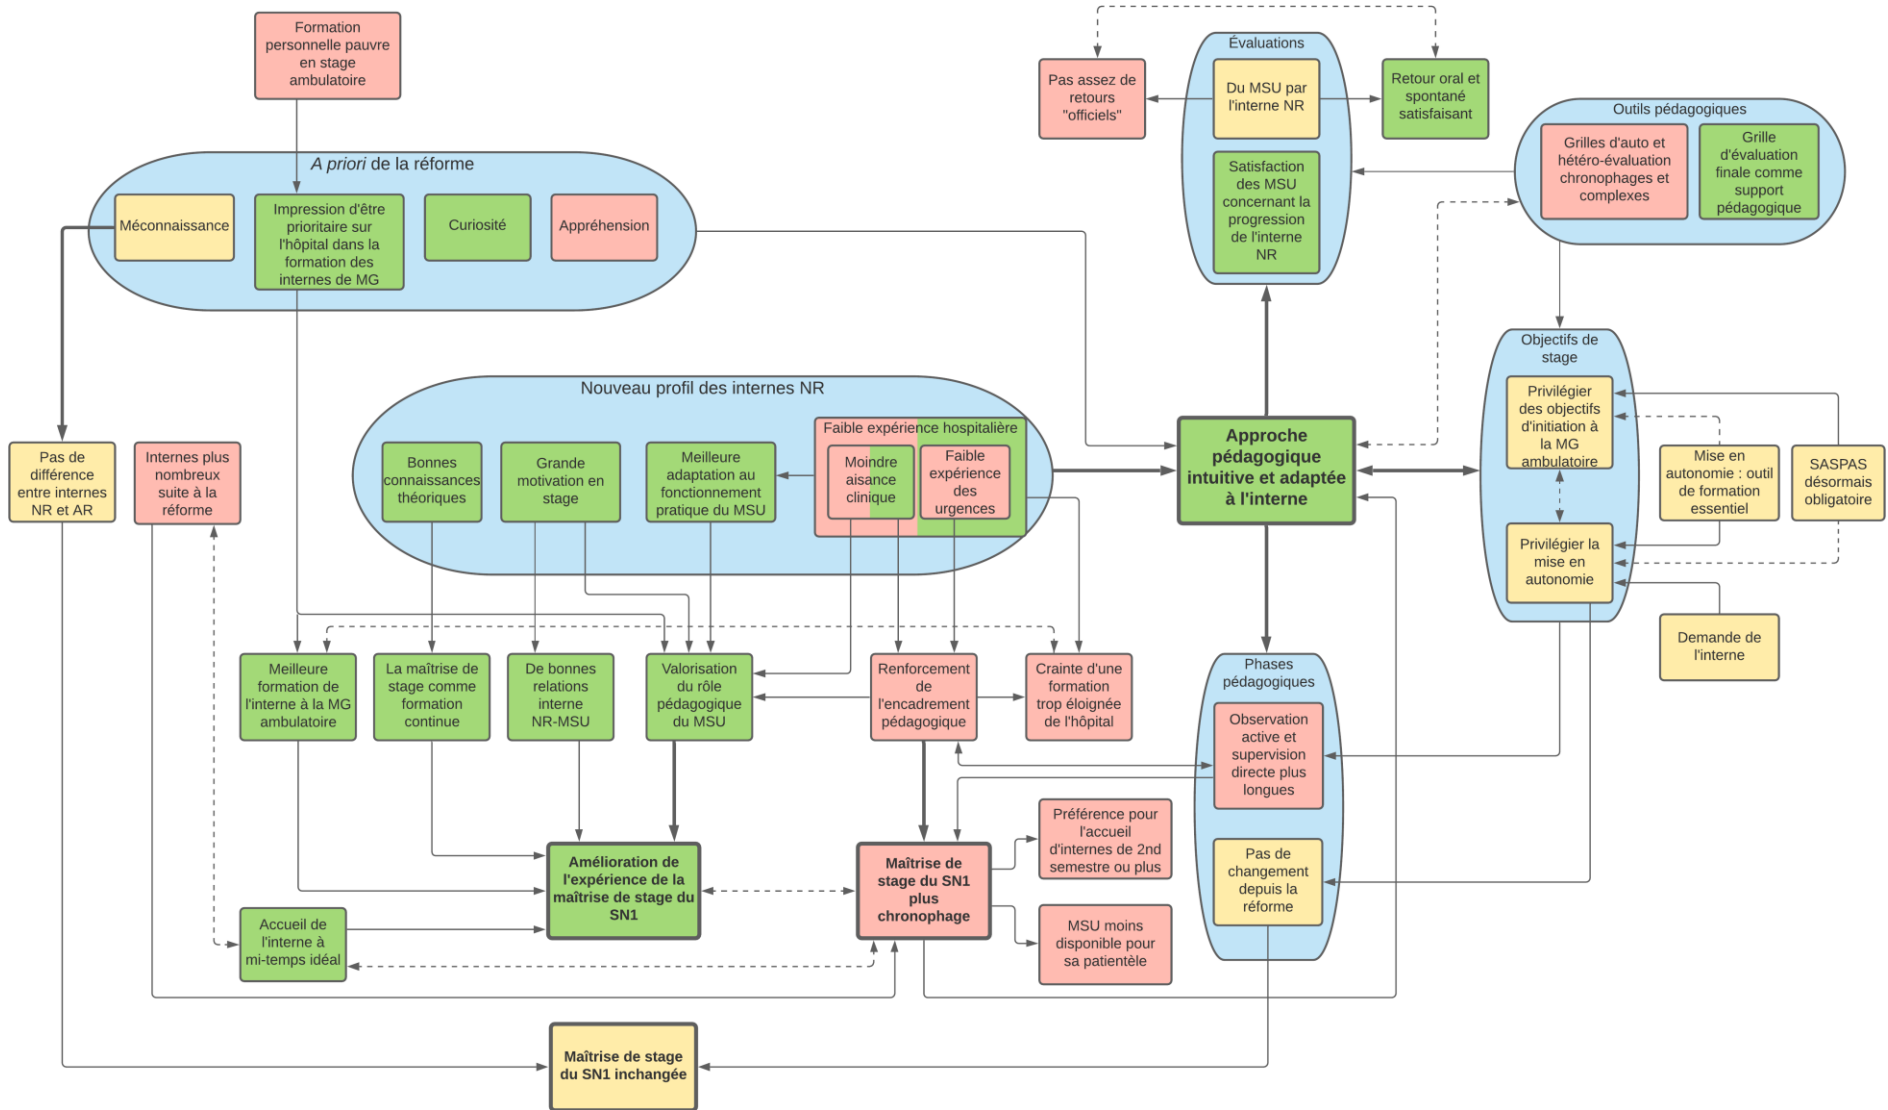 Formation
personnelle pauvre
en stage
ambulatoire
A priori de la réforme
Méconnaissance
Impression d'être
prioritaire sur
l'hôpital dans la
formation des
internes de MG
Curiosité
Appréhension
Évaluations
Pas assez de
retours
"officiels"
Du MSU par
l'interne NR
Retour oral et
spontané
satisfaisant
Satisfaction
des MSU
concernant la
progression
de l'interne
NR
Outils pédagogiques
Grilles d'auto et
hétéro-évaluation
chronophages et
complexes
Grille
d'évaluation
finale comme
support
pédagogique
Nouveau profil des internes NR
Pas de
différence
entre internes
NR et AR
Internes plus
nombreux
suite à la
réforme
Bonnes
connaissances
théoriques
Grande
motivation en
stage
Meilleure
adaptation au
fonctionnement
pratique du MSU
Faible expérience hospitalière
Moindre
aisance
clinique
Faible
expérience
des
urgences
Approche
pédagogique
intuitive et adaptée
à l'interne
Objectifs de
stage
Privilégier
des objectifs
d'initiation à
la MG
ambulatoire
Privilégier la
mise en
autonomie
Mise en
autonomie : outil
de formation
essentiel
SASPAS
désormais
obligatoire
Demande de
l'interne
Meilleure
formation de
l'interne à la MG
ambulatoire
La maîtrise de
stage comme
formation
continue
De bonnes
relations
interne
NR-MSU
Valorisation
du rôle
pédagogique
du MSU
Renforcement
de
l'encadrement
pédagogique
Crainte d'une
formation
trop éloignée
de l'hôpital
Phases
pédagogiques
Observation
active et
supervision
directe plus
longues
Pas de
changement
depuis la
réforme
Amélioration de
l'expérience de la
maîtrise de stage du
SN1
Maîtrise de
stage du SN1
plus
chronophage
Préférence pour
l'accueil
d'internes de 2nd
semestre ou plus
MSU moins
disponible pour
sa patientèle
Accueil de
l'interne à
mi-temps idéal
Maîtrise de stage
du SN1 inchangée